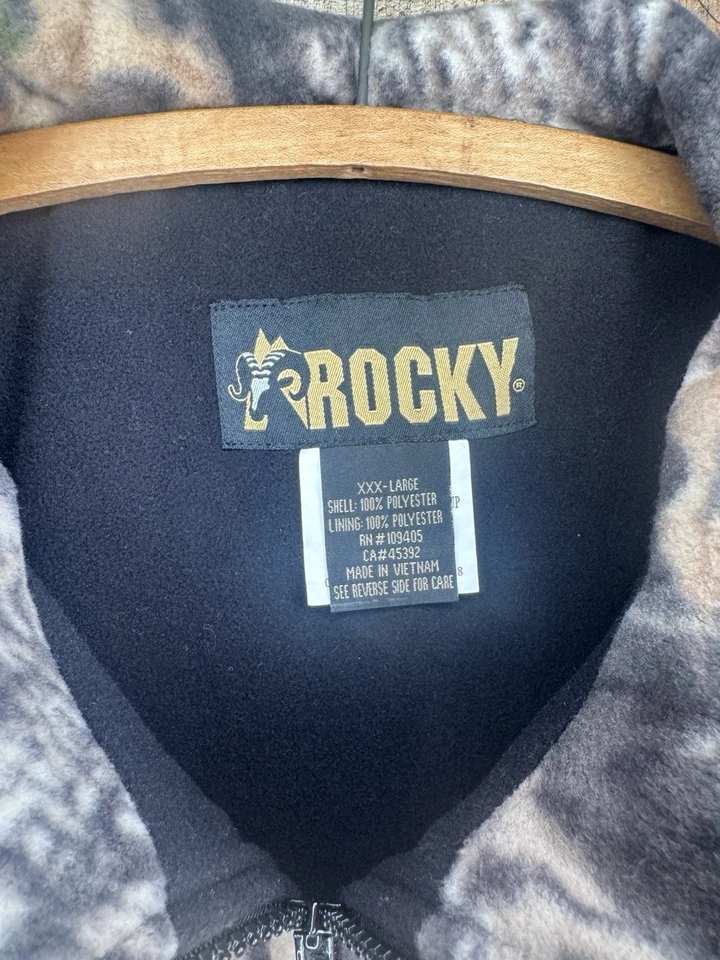 ROCKY®
XXX-LARGE
SHELL: 100% POLYESTER
LINING: 100% POLYESTER
RN#109405
CA#45392
MADE IN VIETNAM
SEE REVERSE SIDE FOR CARE